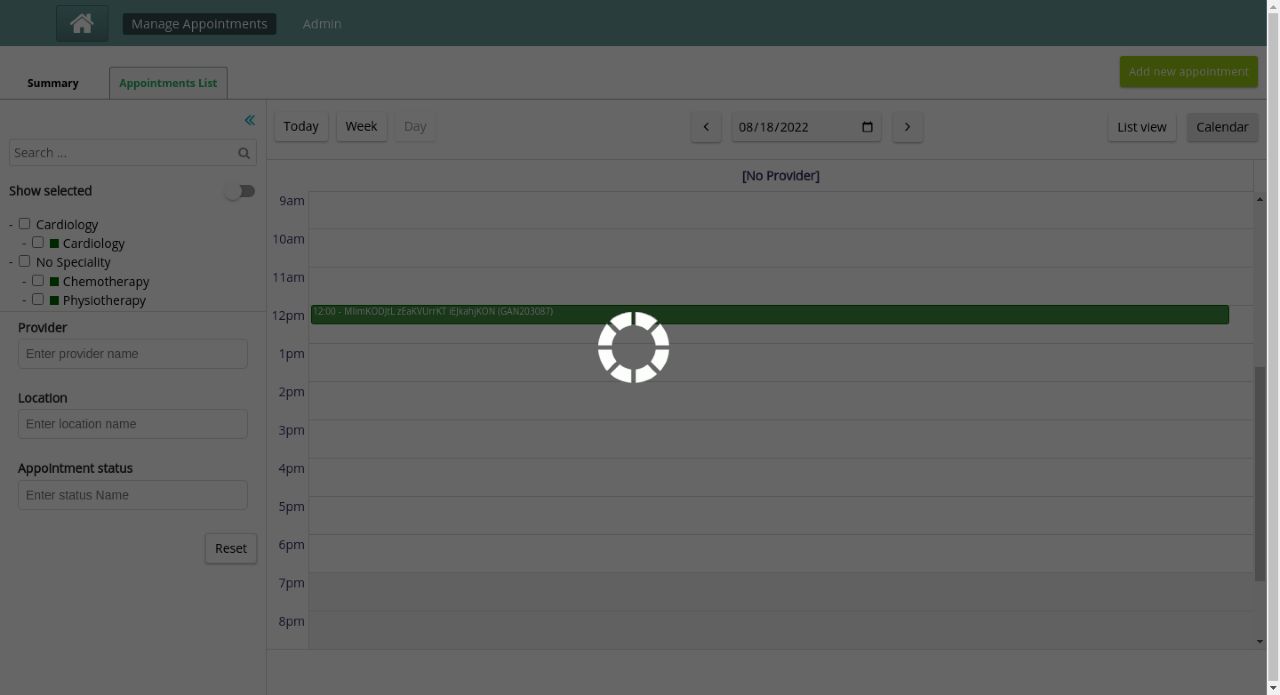 Manage Appointments Admin
Summary Appointments List Add new appointment
Today Week Day 08/18/2022 List view Calendar
Search ...
Show selected
- Cardiology
- Cardiology
- No Speciality
- Chemotherapy
- Physiotherapy
Provider
Enter provider name
Location
Enter location name
Appointment status
Enter status Name
Reset
[No Provider]
9am
10am
11am
12pm
12:00 - MlimKODJtL zEaKVUrrKT iEJkahjKON (GAN203087)
1pm
2pm
3pm
4pm
5pm
6pm
7pm
8pm